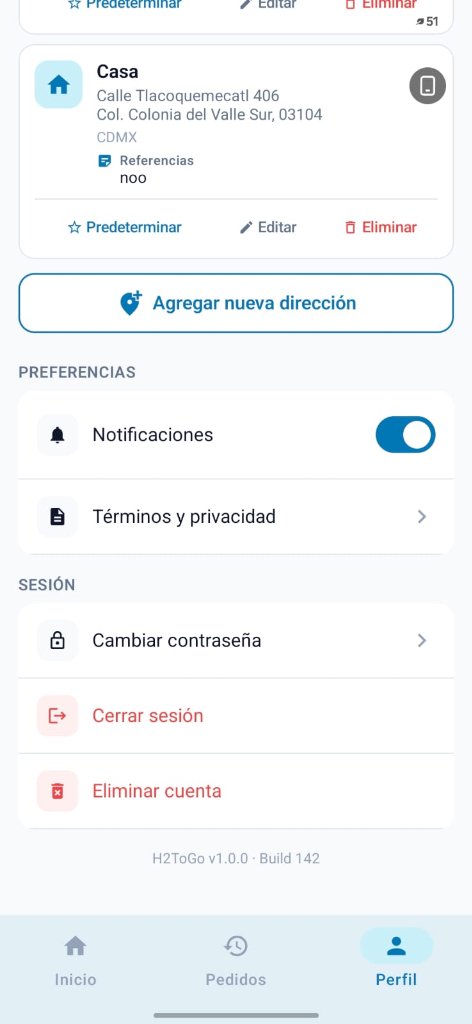 Predeterminar
Editar
Eliminar
51
Casa
Calle Tlacoquemecatl 406
Col. Colonia del Valle Sur, 03104
CDMX
Referencias
noo
Predeterminar
Editar
Eliminar
Agregar nueva dirección
PREFERENCIAS
Notificaciones
Términos y privacidad
SESIÓN
Cambiar contraseña
Cerrar sesión
Eliminar cuenta
H2ToGo v1.0.0 · Build 142
Inicio
Pedidos
Perfil